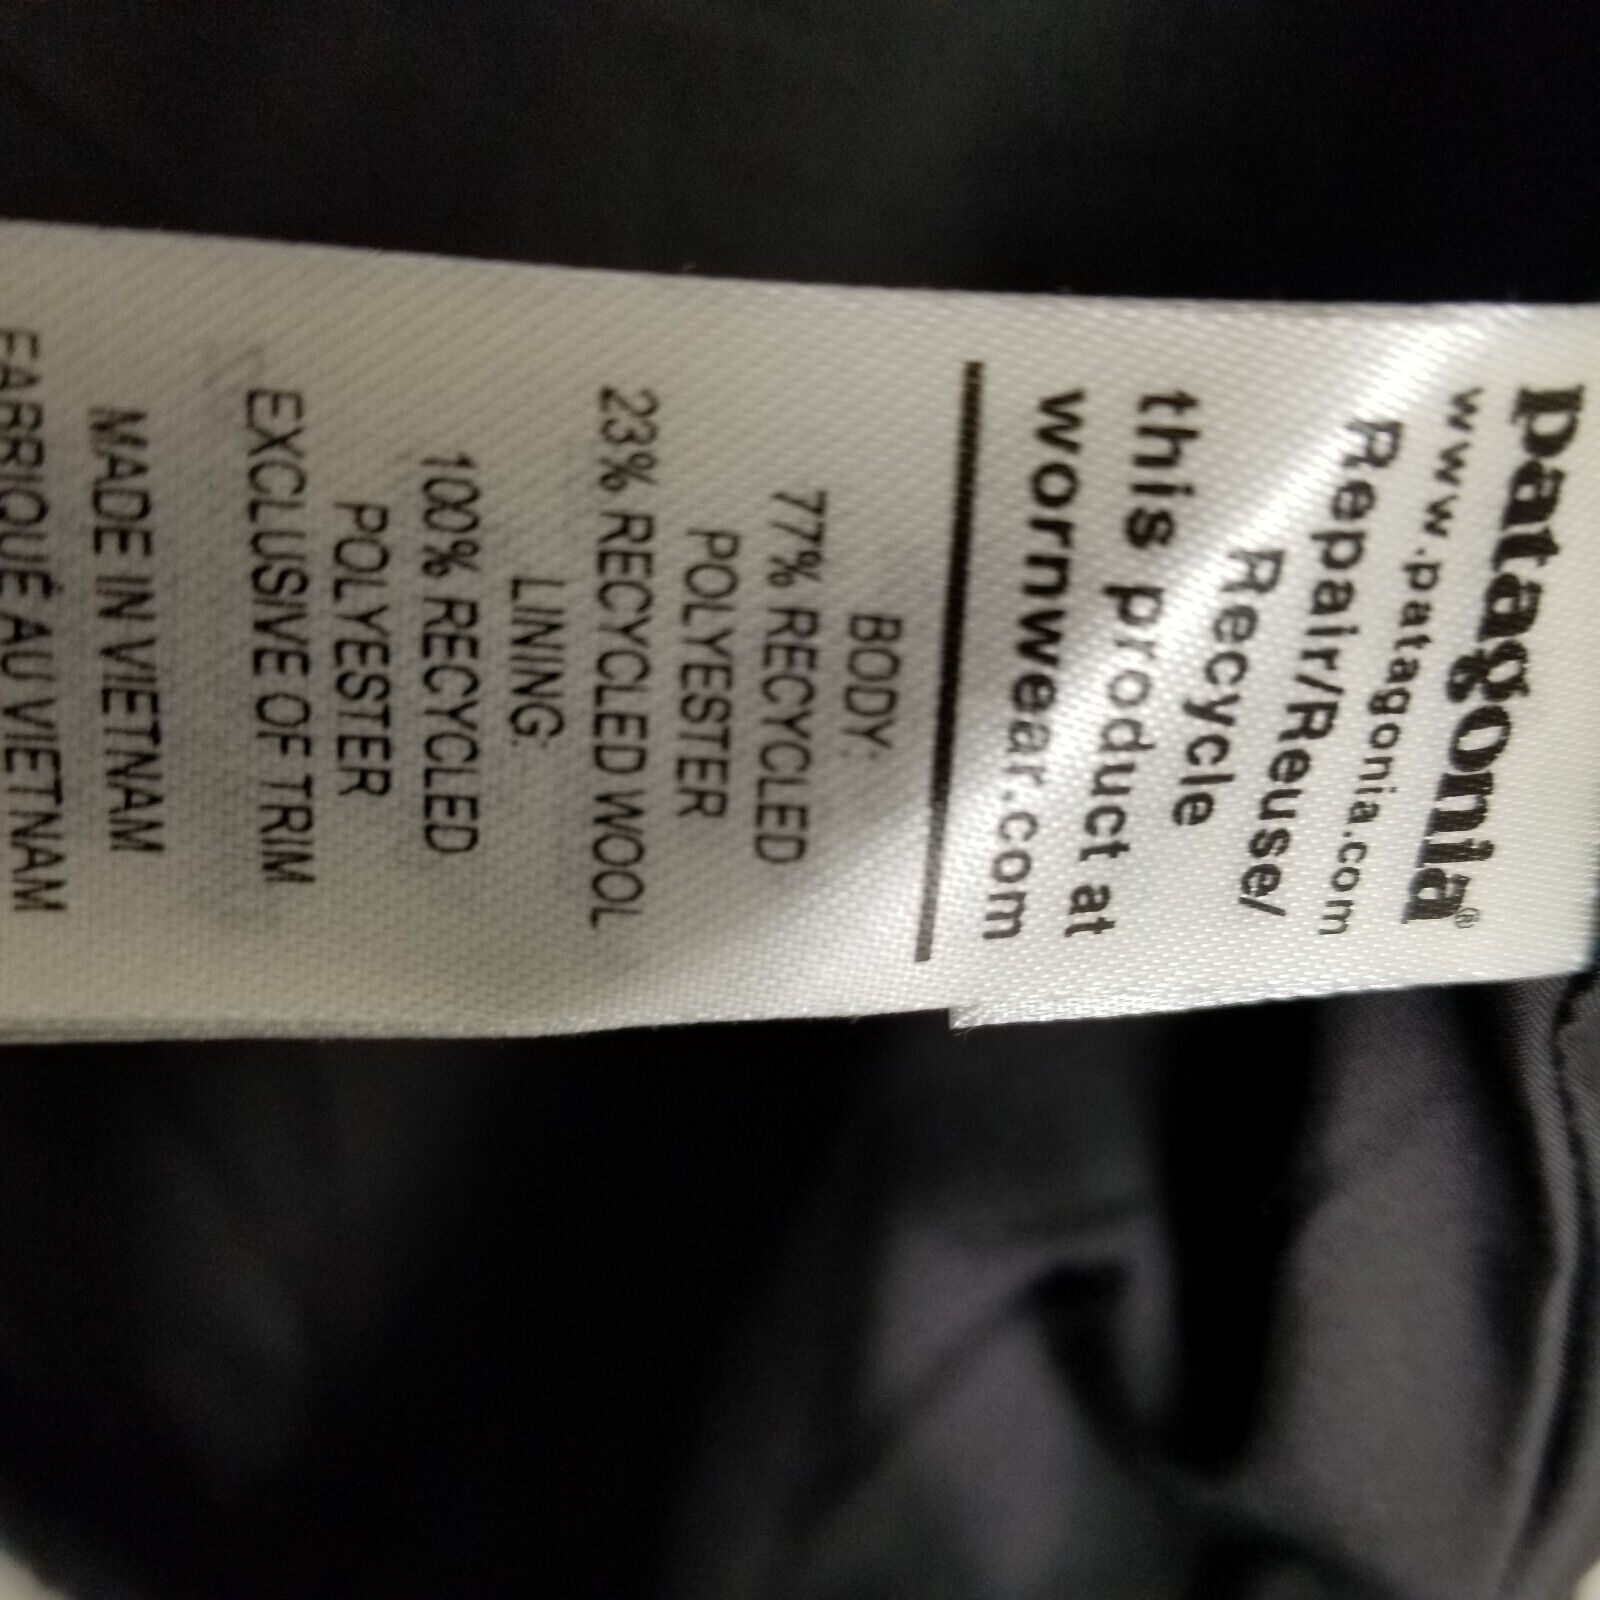 patagonia®
www.patagonia.com
Repair/Reuse/
Recycle
this product at
wornwear.com
BODY:
77% RECYCLED
POLYESTER
23% RECYCLED WOOL
LINING:
100% RECYCLED
POLYESTER
EXCLUSIVE OF TRIM
MADE IN VIETNAM
FABRIQUÉ AU VIETNAM